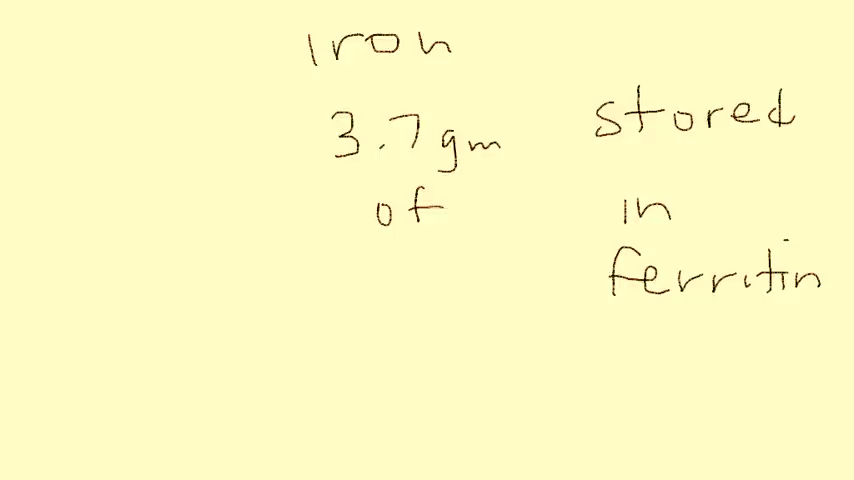 Iron
3.7gm
of
stored
in
ferritin